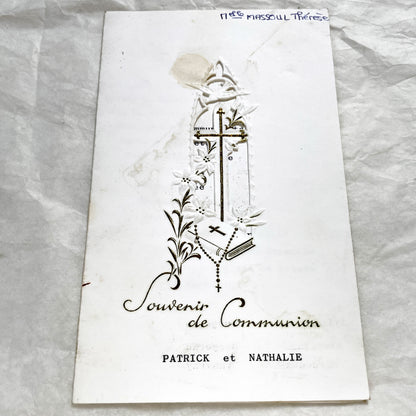 Mme MASSOUL Thérèse
Souvenir
de Communion
PATRICK et NATHALIE